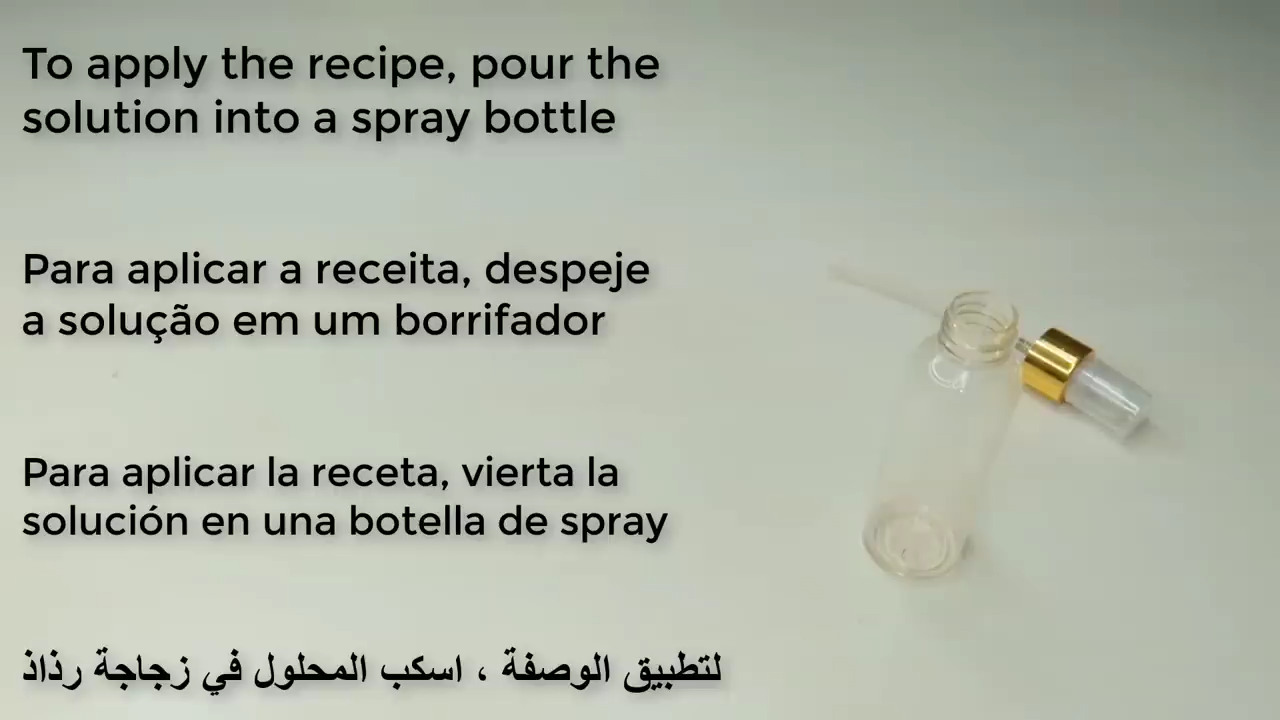 To apply the recipe, pour the
solution into a spray bottle
Para aplicar a receita, despeje
a solução em um borrifador
Para aplicar la receta, vierta la
solución en una botella de spray
لتطبيق الوصفة ، اسكب المحلول في زجاجة رذاذ